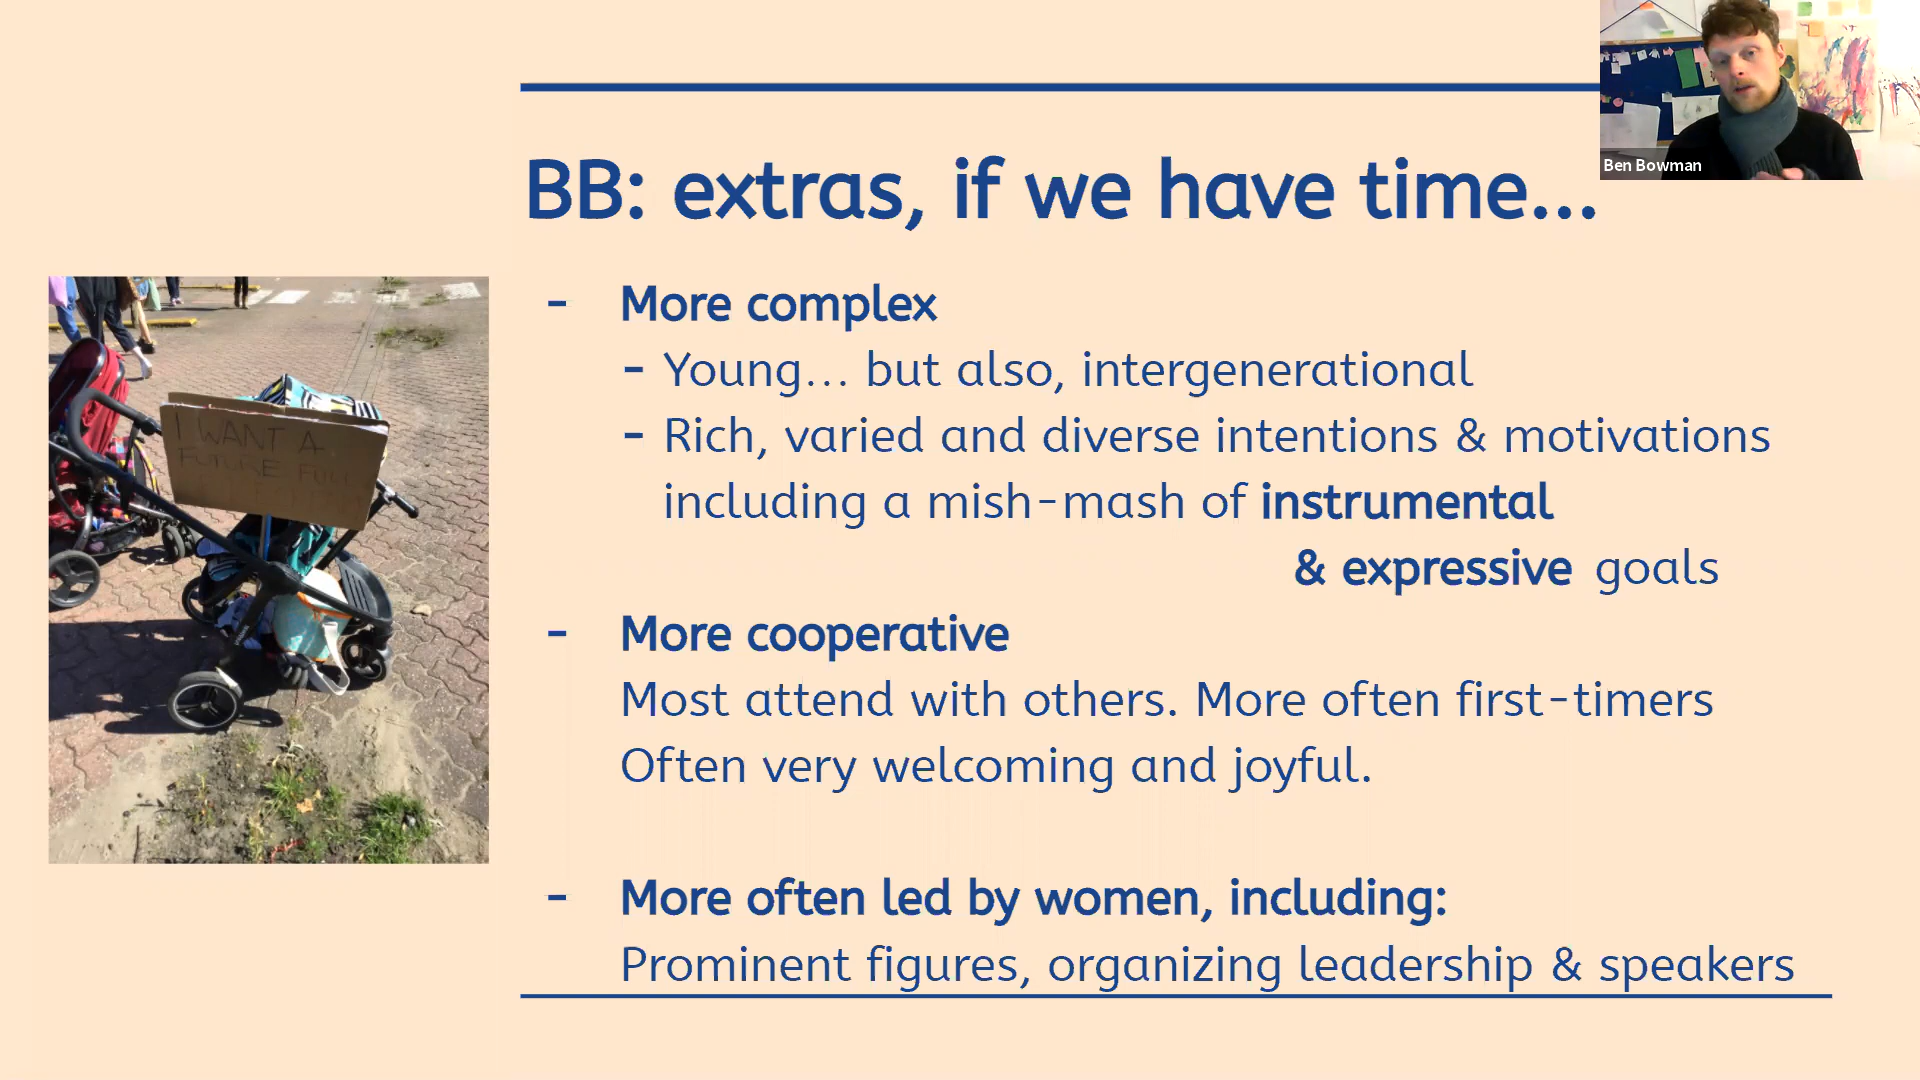 BB: extras, if we have time...
- More complex
- Young... but also, intergenerational
- Rich, varied and diverse intentions & motivations
including a mish-mash of instrumental
& expressive goals
- More cooperative
Most attend with others. More often first-timers
Often very welcoming and joyful.
- More often led by women, including:
Prominent figures, organizing leadership & speakers
Ben Bowman
I WANT A
FUTURE FULL